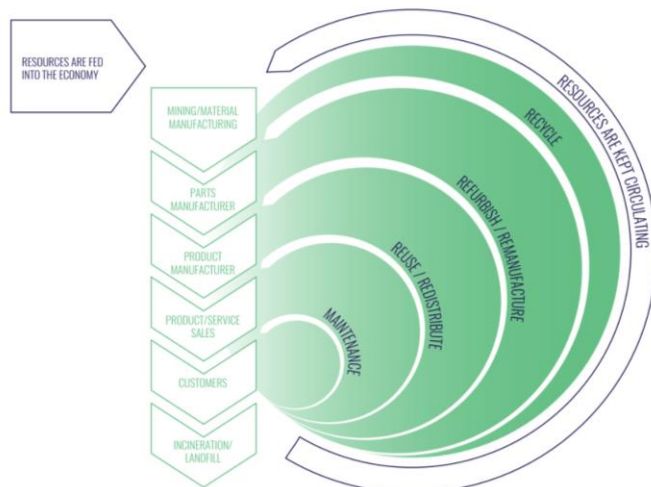 RESOURCES ARE FED
INTO THE ECONOMY
MINING/MATERIAL
MANUFACTURING
PARTS
MANUFACTURER
PRODUCT
MANUFACTURER
PRODUCT/SERVICE
SALES
CUSTOMERS
INCINERATION/
LANDFILL
MAINTENANCE
REUSE / REDISTRIBUTE
REFURBISH / REMANUFACTURE
RECYCLE
RESOURCES ARE KEPT CIRCULATING